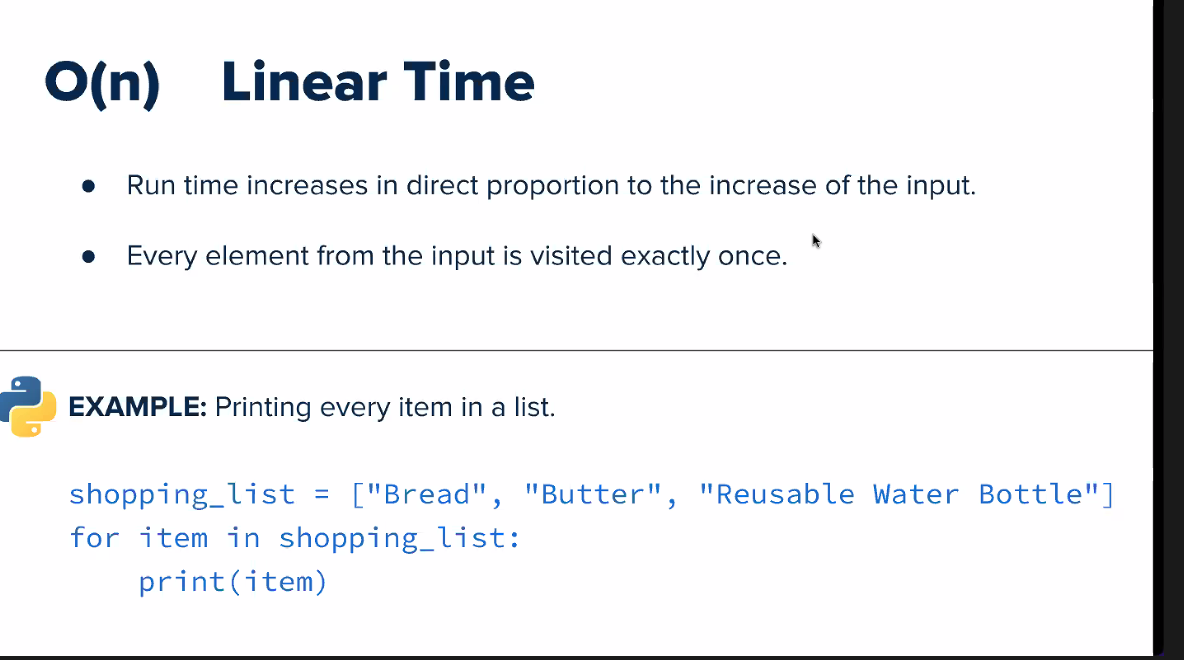 O(n) Linear Time
● Run time increases in direct proportion to the increase of the input.
● Every element from the input is visited exactly once.
EXAMPLE: Printing every item in a list.
shopping_list = ["Bread", "Butter", "Reusable Water Bottle"]
for item in shopping_list:
    print(item)